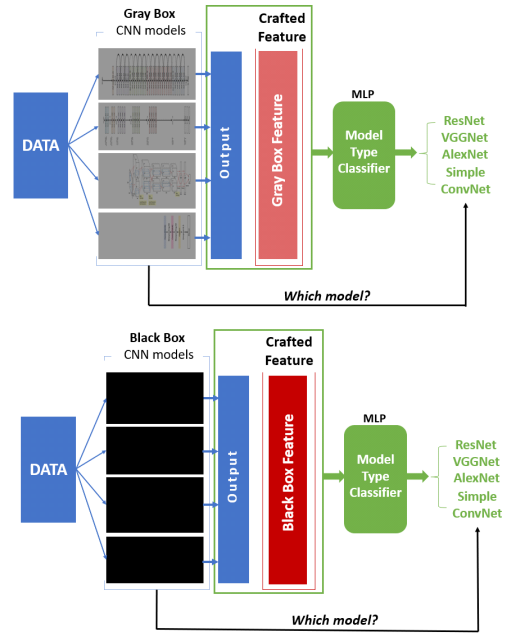 Gray Box
CNN models
Crafted
Feature
DATA
Output
Gray Box Feature
MLP
Model
Type
Classifier
ResNet
VGGNet
AlexNet
Simple
ConvNet
Which model?
Black Box
CNN models
Crafted
Feature
DATA
Output
Black Box Feature
MLP
Model
Type
Classifier
ResNet
VGGNet
AlexNet
Simple
ConvNet
Which model?